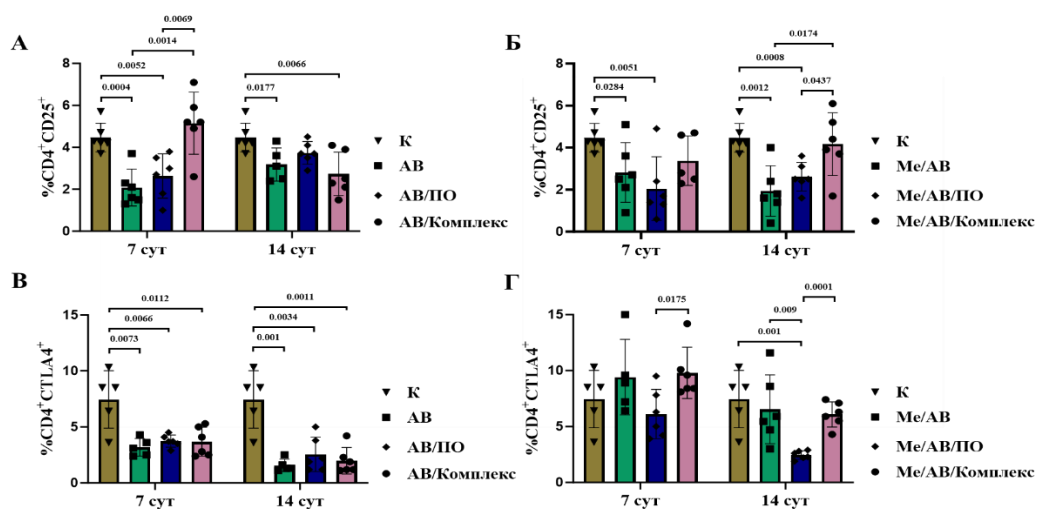 А
%CD4+CD25+
8
6
4
2
0
0.0069
0.0014
0.0052
0.0004
0.0066
0.0177
7 сут
14 сут
К
АВ
АВ/ПО
АВ/Комплекс
Б
%CD4+CD25+
8
6
4
2
0
0.0051
0.0284
0.0174
0.0008
0.0437
0.0012
7 сут
14 сут
К
Ме/АВ
Ме/АВ/ПО
Ме/АВ/Комплекс
В
%CD4+CTLA4+
15
10
5
0
0.0112
0.0066
0.0073
0.0011
0.0034
0.001
7 сут
14 сут
К
АВ
АВ/ПО
АВ/Комплекс
Г
%CD4+CTLA4+
15
10
5
0
0.0175
0.0001
0.009
0.001
7 сут
14 сут
К
Ме/АВ
Ме/АВ/ПО
Ме/АВ/Комплекс